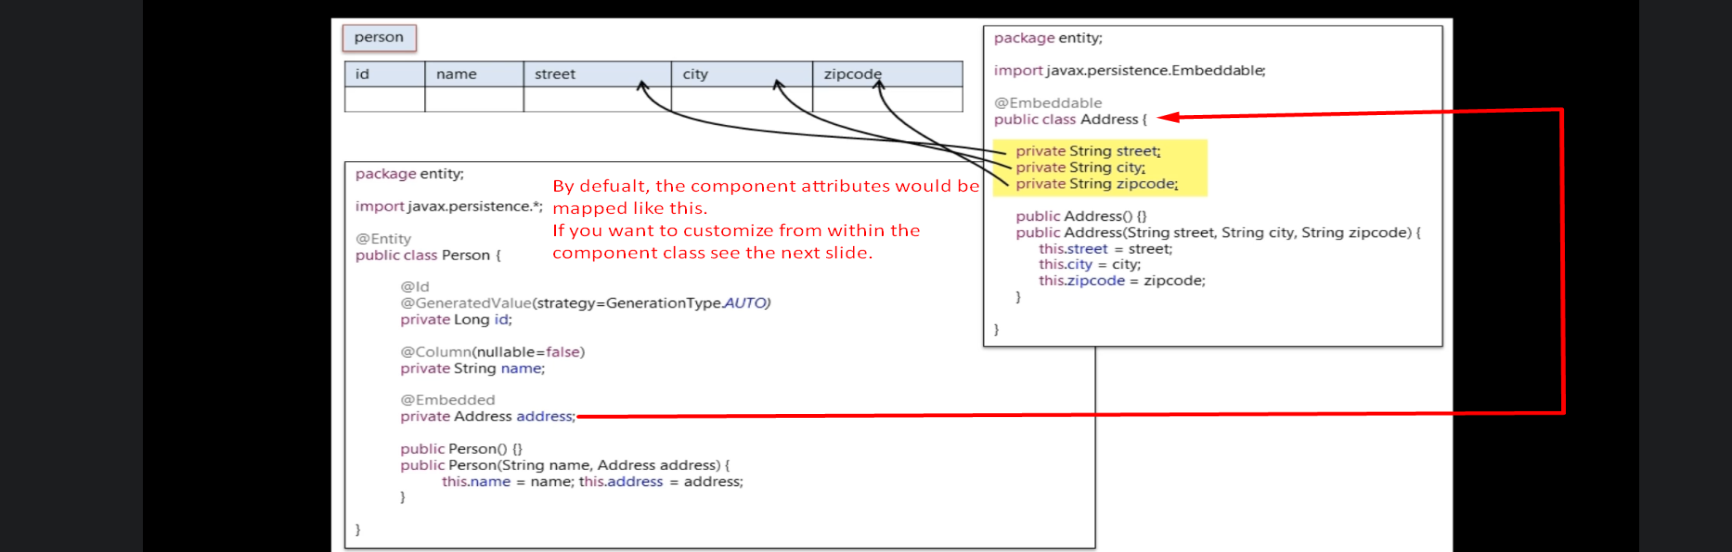 person
id name street city zipcode
package entity;
import javax.persistence.*;
@Entity
public class Person {
@Id
@GeneratedValue(strategy=GenerationType.AUTO)
private Long id;
@Column(nullable=false)
private String name;
@Embedded
private Address address;
public Person() {}
public Person(String name, Address address) {
this.name = name; this.address = address;
}
}
By defualt, the component attributes would be
mapped like this.
If you want to customize from within the
component class see the next slide.
package entity;
import javax.persistence.Embeddable;
@Embeddable
public class Address {
private String street;
private String city;
private String zipcode;
public Address() {}
public Address(String street, String city, String zipcode) {
this.street = street;
this.city = city;
this.zipcode = zipcode;
}
}